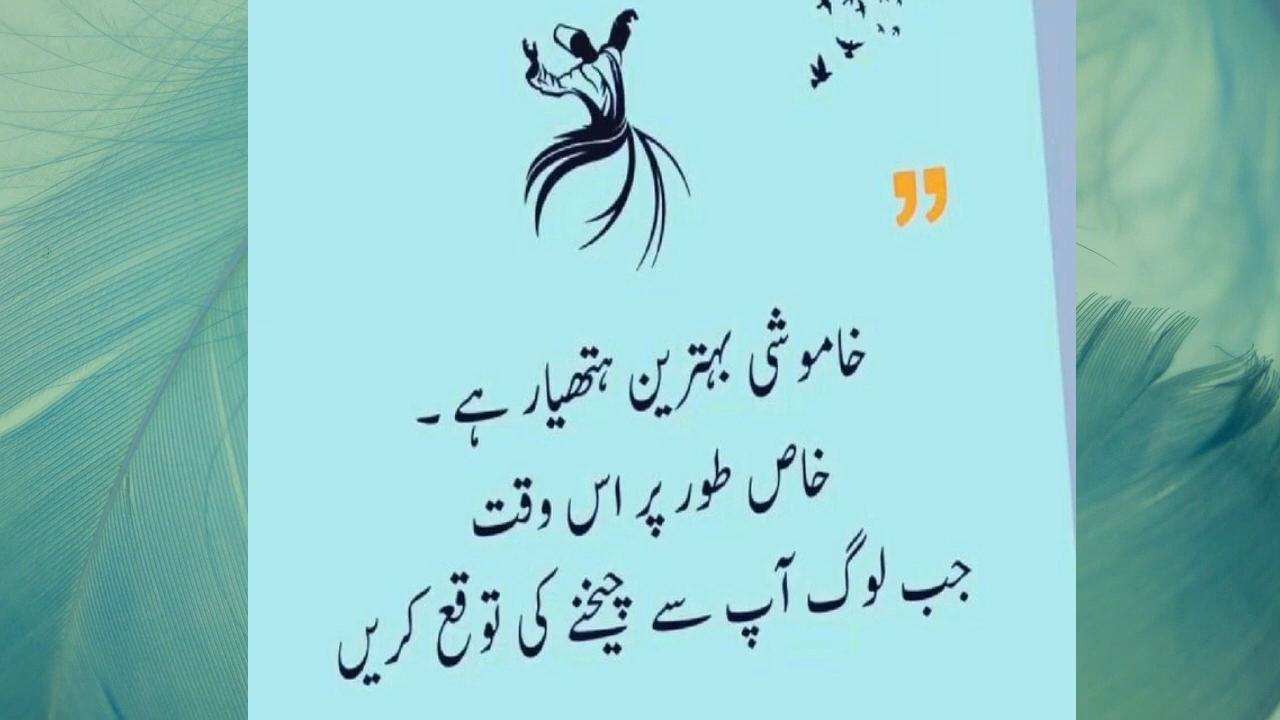 ”
خاموشی بہترین ہتھیار ہے ۔
خاص طور پر اس وقت
جب لوگ آپ سے چیخنے کی توقع کریں